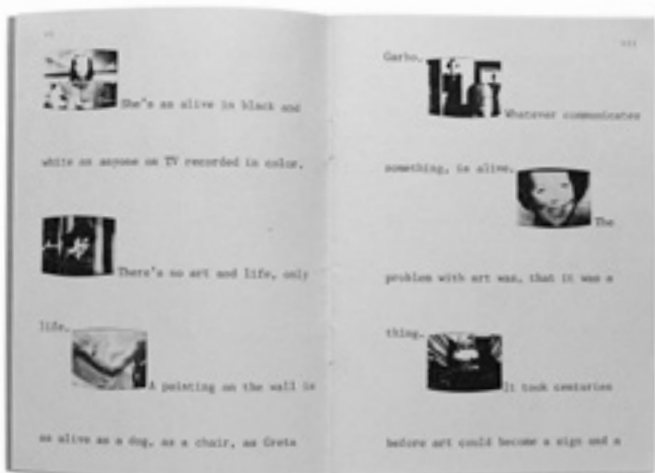 vi
She's as alive in black and
white as anyone on TV recorded in color.
There's no art and life, only
life.
A painting on the wall is
as alive as a dog, as a chair, as Greta
vii
Garbo.
Whatever communicates
something, is alive.
The
problem with art was, that it was a
thing.
It took centuries
before art could become a sign and a